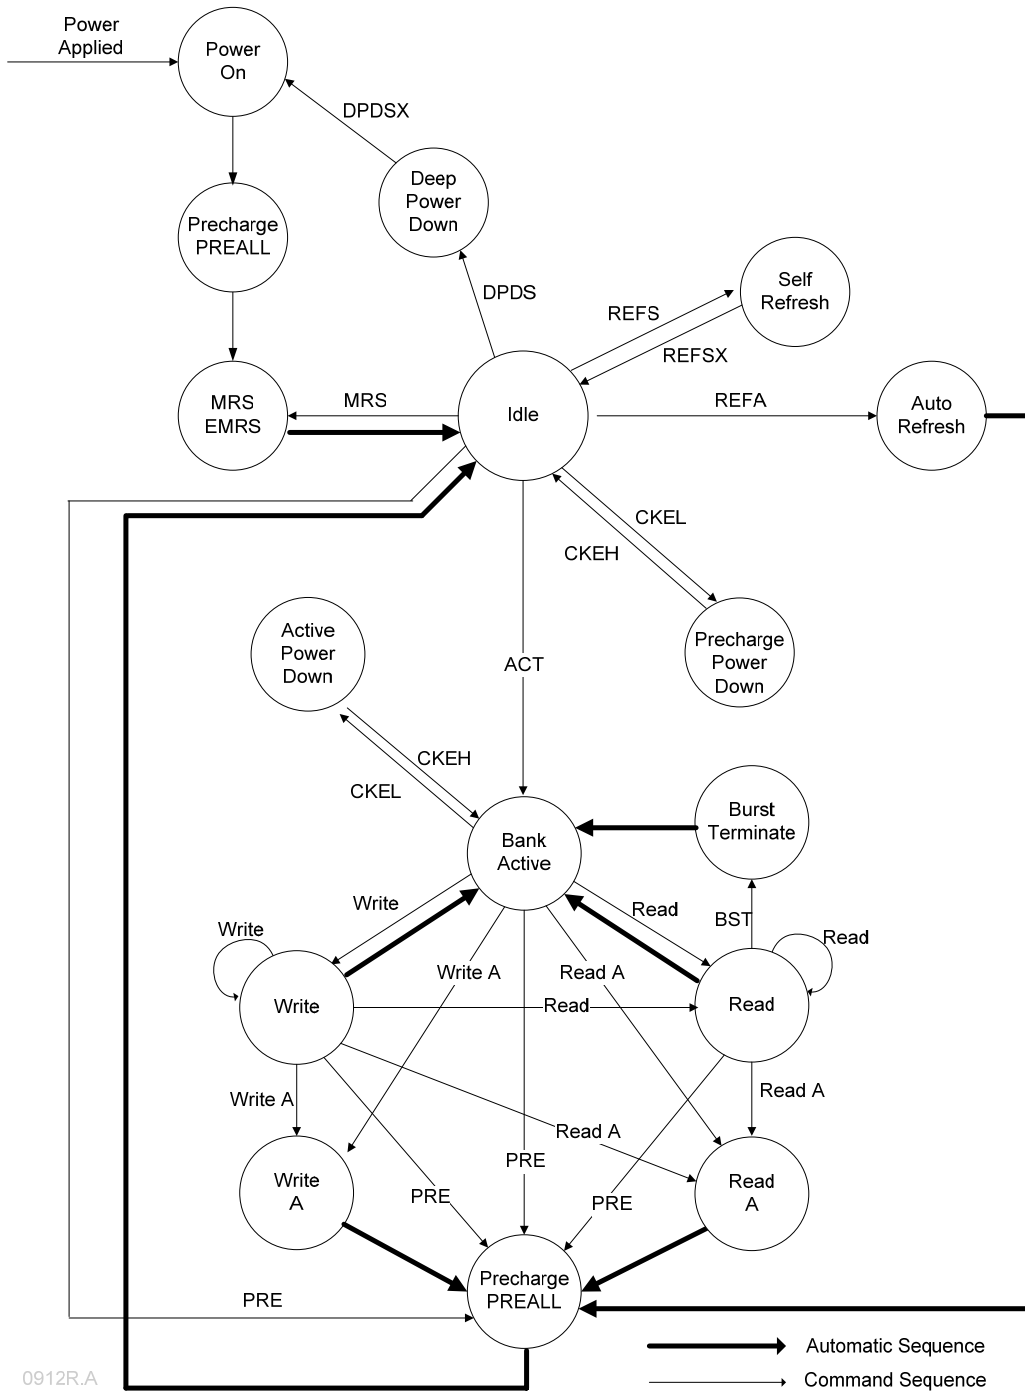 Power
Applied
Power
On
DPDSX
Deep
Power
Down
Precharge
PREALL
DPDS
Self
Refresh
REFS
REFSX
MRS
EMRS
MRS
Idle
REFA
Auto
Refresh
CKEL
CKEH
Active
Power
Down
ACT
Precharge
Power
Down
CKEH
CKEL
Burst
Terminate
Bank
Active
Write
Read
BST
Write
Read
Write A
Read A
Write
Read
Read
Write A
Read A
Read A
PRE
Write
A
PRE
PRE
Read
A
Precharge
PREALL
PRE
Automatic Sequence
Command Sequence
0912R.A